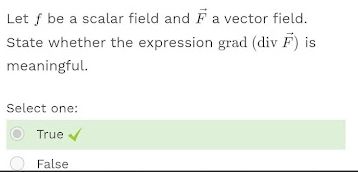 Let f be a scalar field and F⃗ a vector field.
State whether the expression grad (div F⃗) is
meaningful.
Select one:
True
False